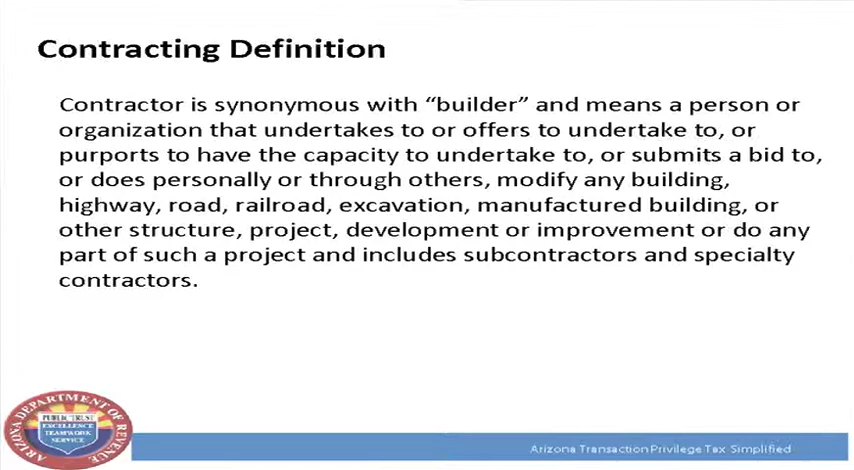 Contracting Definition
Contractor is synonymous with “builder” and means a person or
organization that undertakes to or offers to undertake to, or
purports to have the capacity to undertake to, or submits a bid to,
or does personally or through others, modify any building,
highway, road, railroad, excavation, manufactured building, or
other structure, project, development or improvement or do any
part of such a project and includes subcontractors and specialty
contractors.
ARIZONA DEPARTMENT OF REVENUE
PUBLIC TRUST
EXCELLENCE
TEAMWORK
SERVICE
Arizona Transaction Privilege Tax Simplified